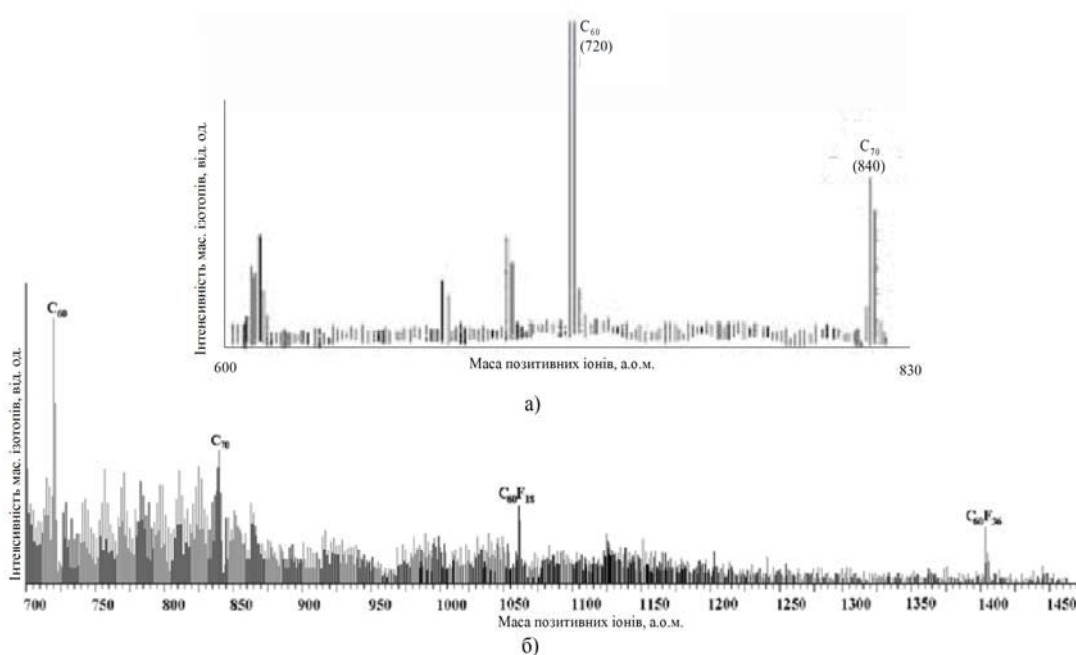 C₆₀
(720)
C₇₀
(840)
Інтенсивність мас. ізотопів, від. од.
600
Маса позитивних іонів, а.о.м.
830
а)
Інтенсивність мас. ізотопів, від. од.
C₆₀
C₇₀
C₆₀F₁₈
C₆₀F₃₆
700 750 800 850 900 950 1000 1050 1100 1150 1200 1250 1300 1350 1400 1450
Маса позитивних іонів, а.о.м.
б)